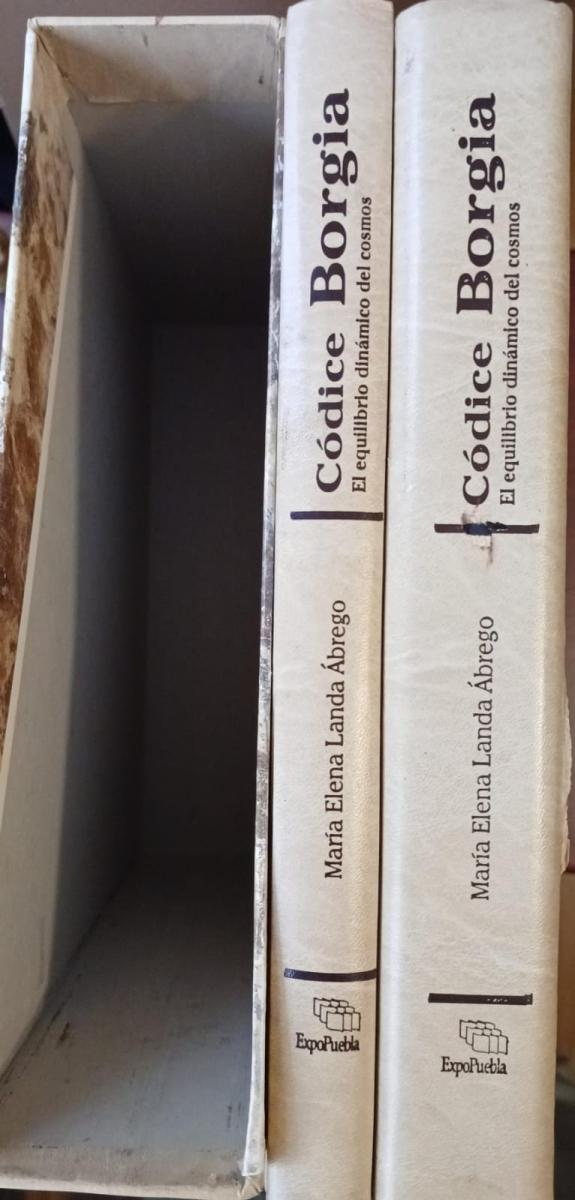 Códice Borgia
El equilibrio dinámico del cosmos
María Elena Landa Ábrego
ExpoPuebla
Códice Borgia
El equilibrio dinámico del cosmos
María Elena Landa Ábrego
ExpoPuebla